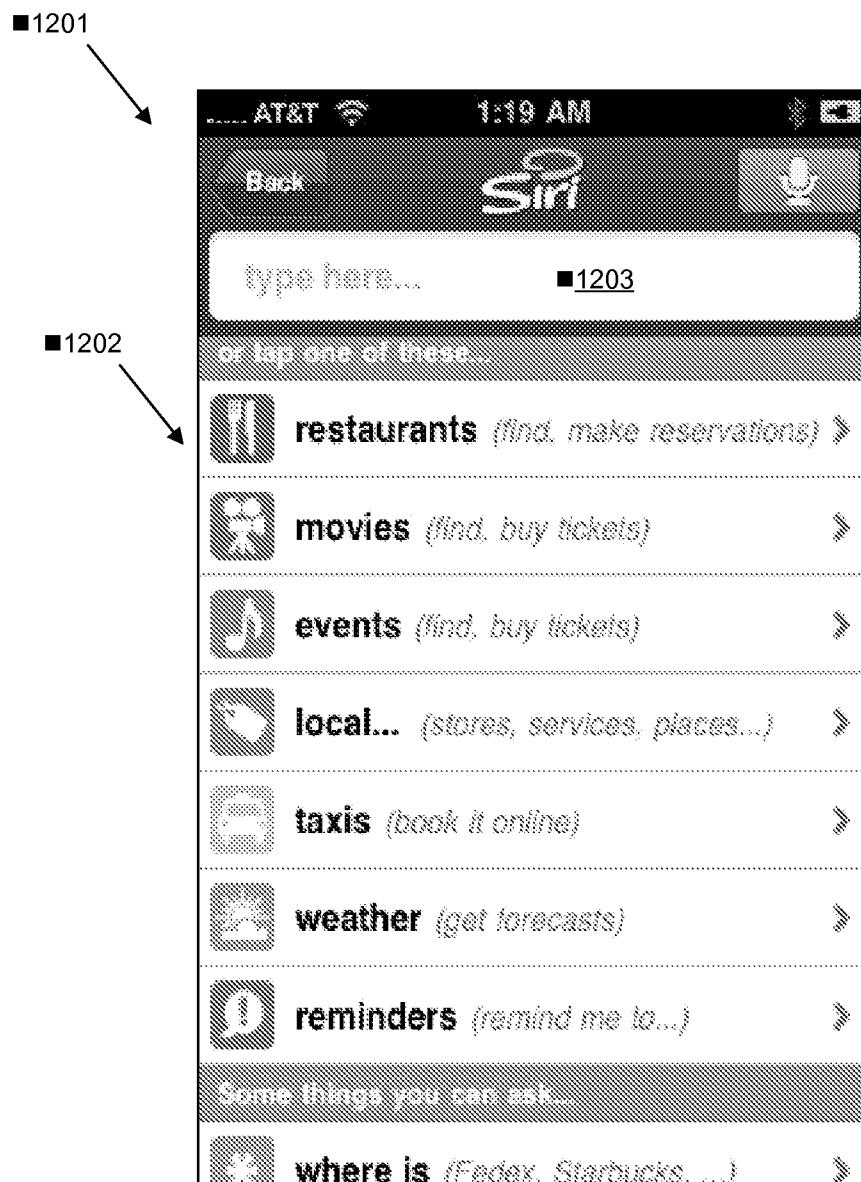 ■1201
AT&T 1:19 AM
Back Siri
type here... ■1203
■1202
or tap one of these...
restaurants (find, make reservations)
movies (find, buy tickets)
events (find, buy tickets)
local... (stores, services, places...)
taxis (book it online)
weather (get forecasts)
reminders (remind me to...)
Some things you can ask...
where is (Fedex, Starbucks, ...)